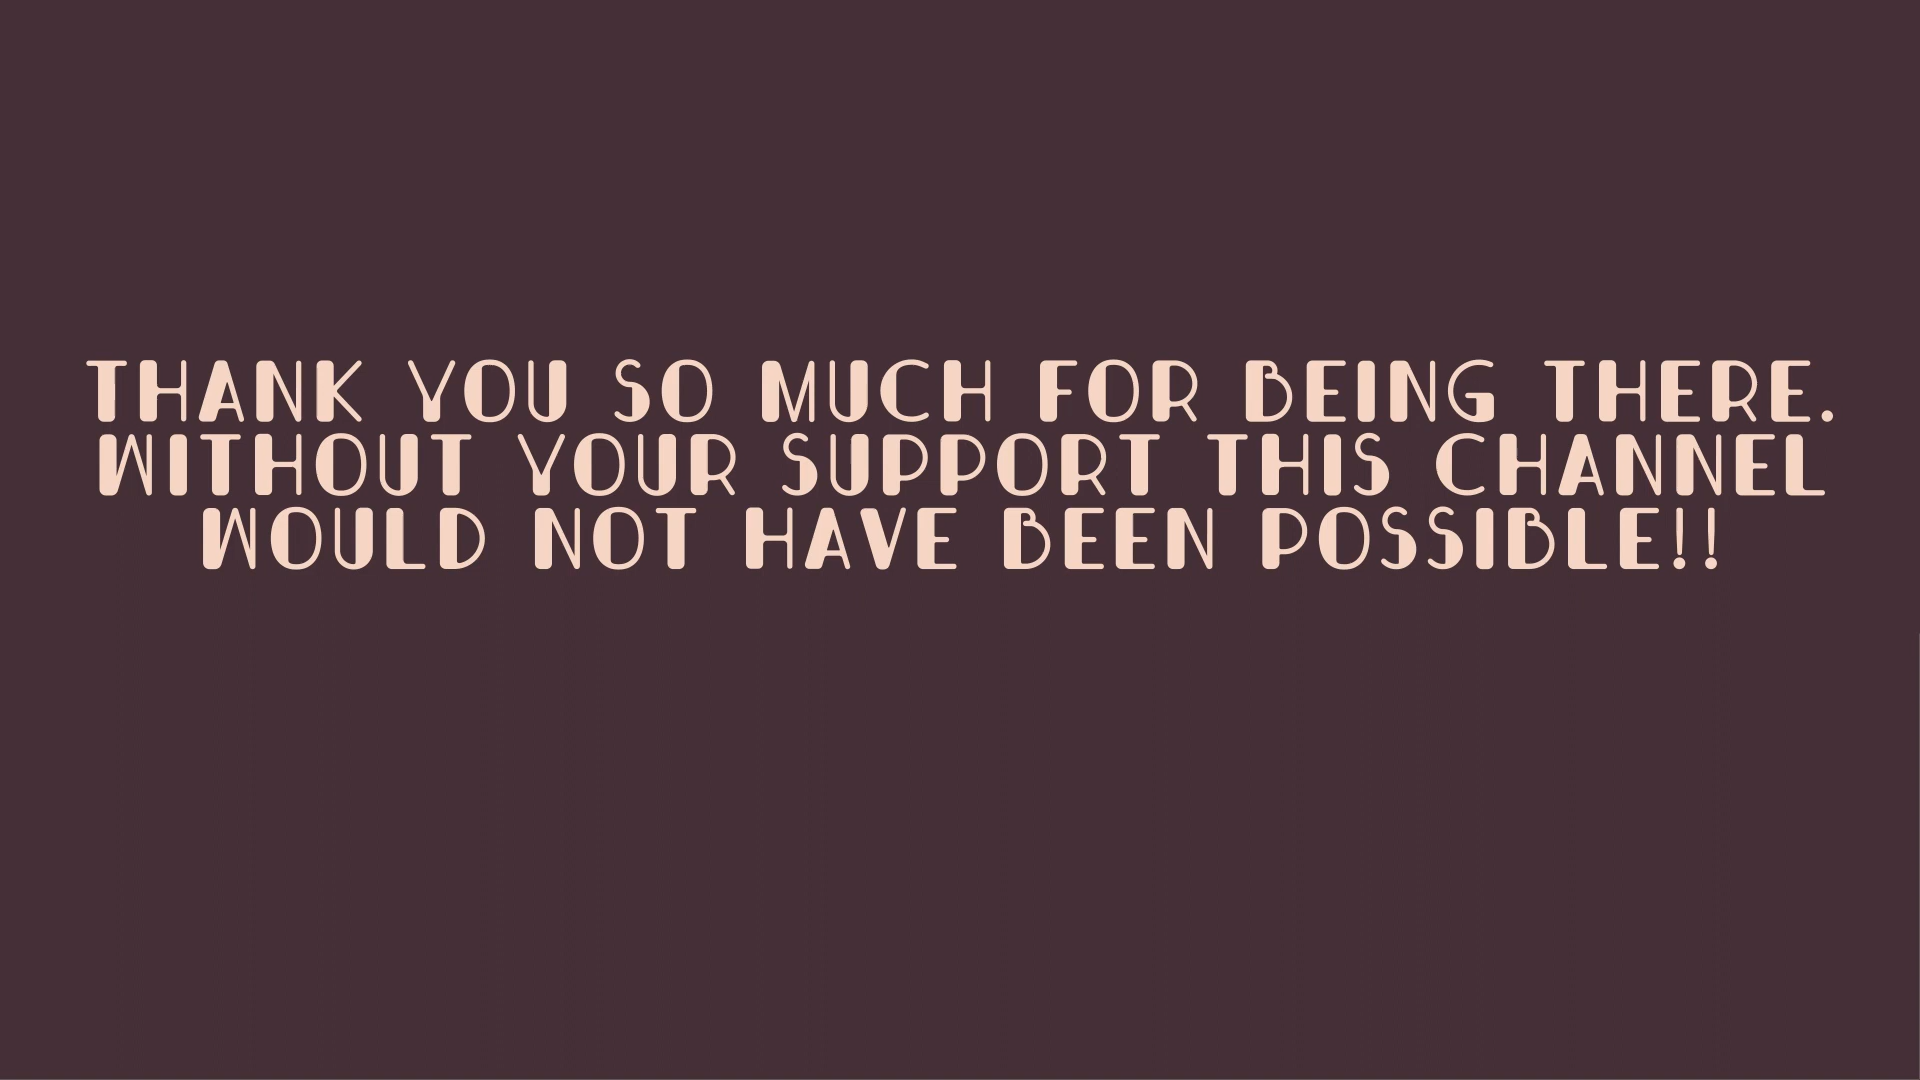 THANK YOU SO MUCH FOR BEING THERE.
WITHOUT YOUR SUPPORT THIS CHANNEL
WOULD NOT HAVE BEEN POSSIBLE!!